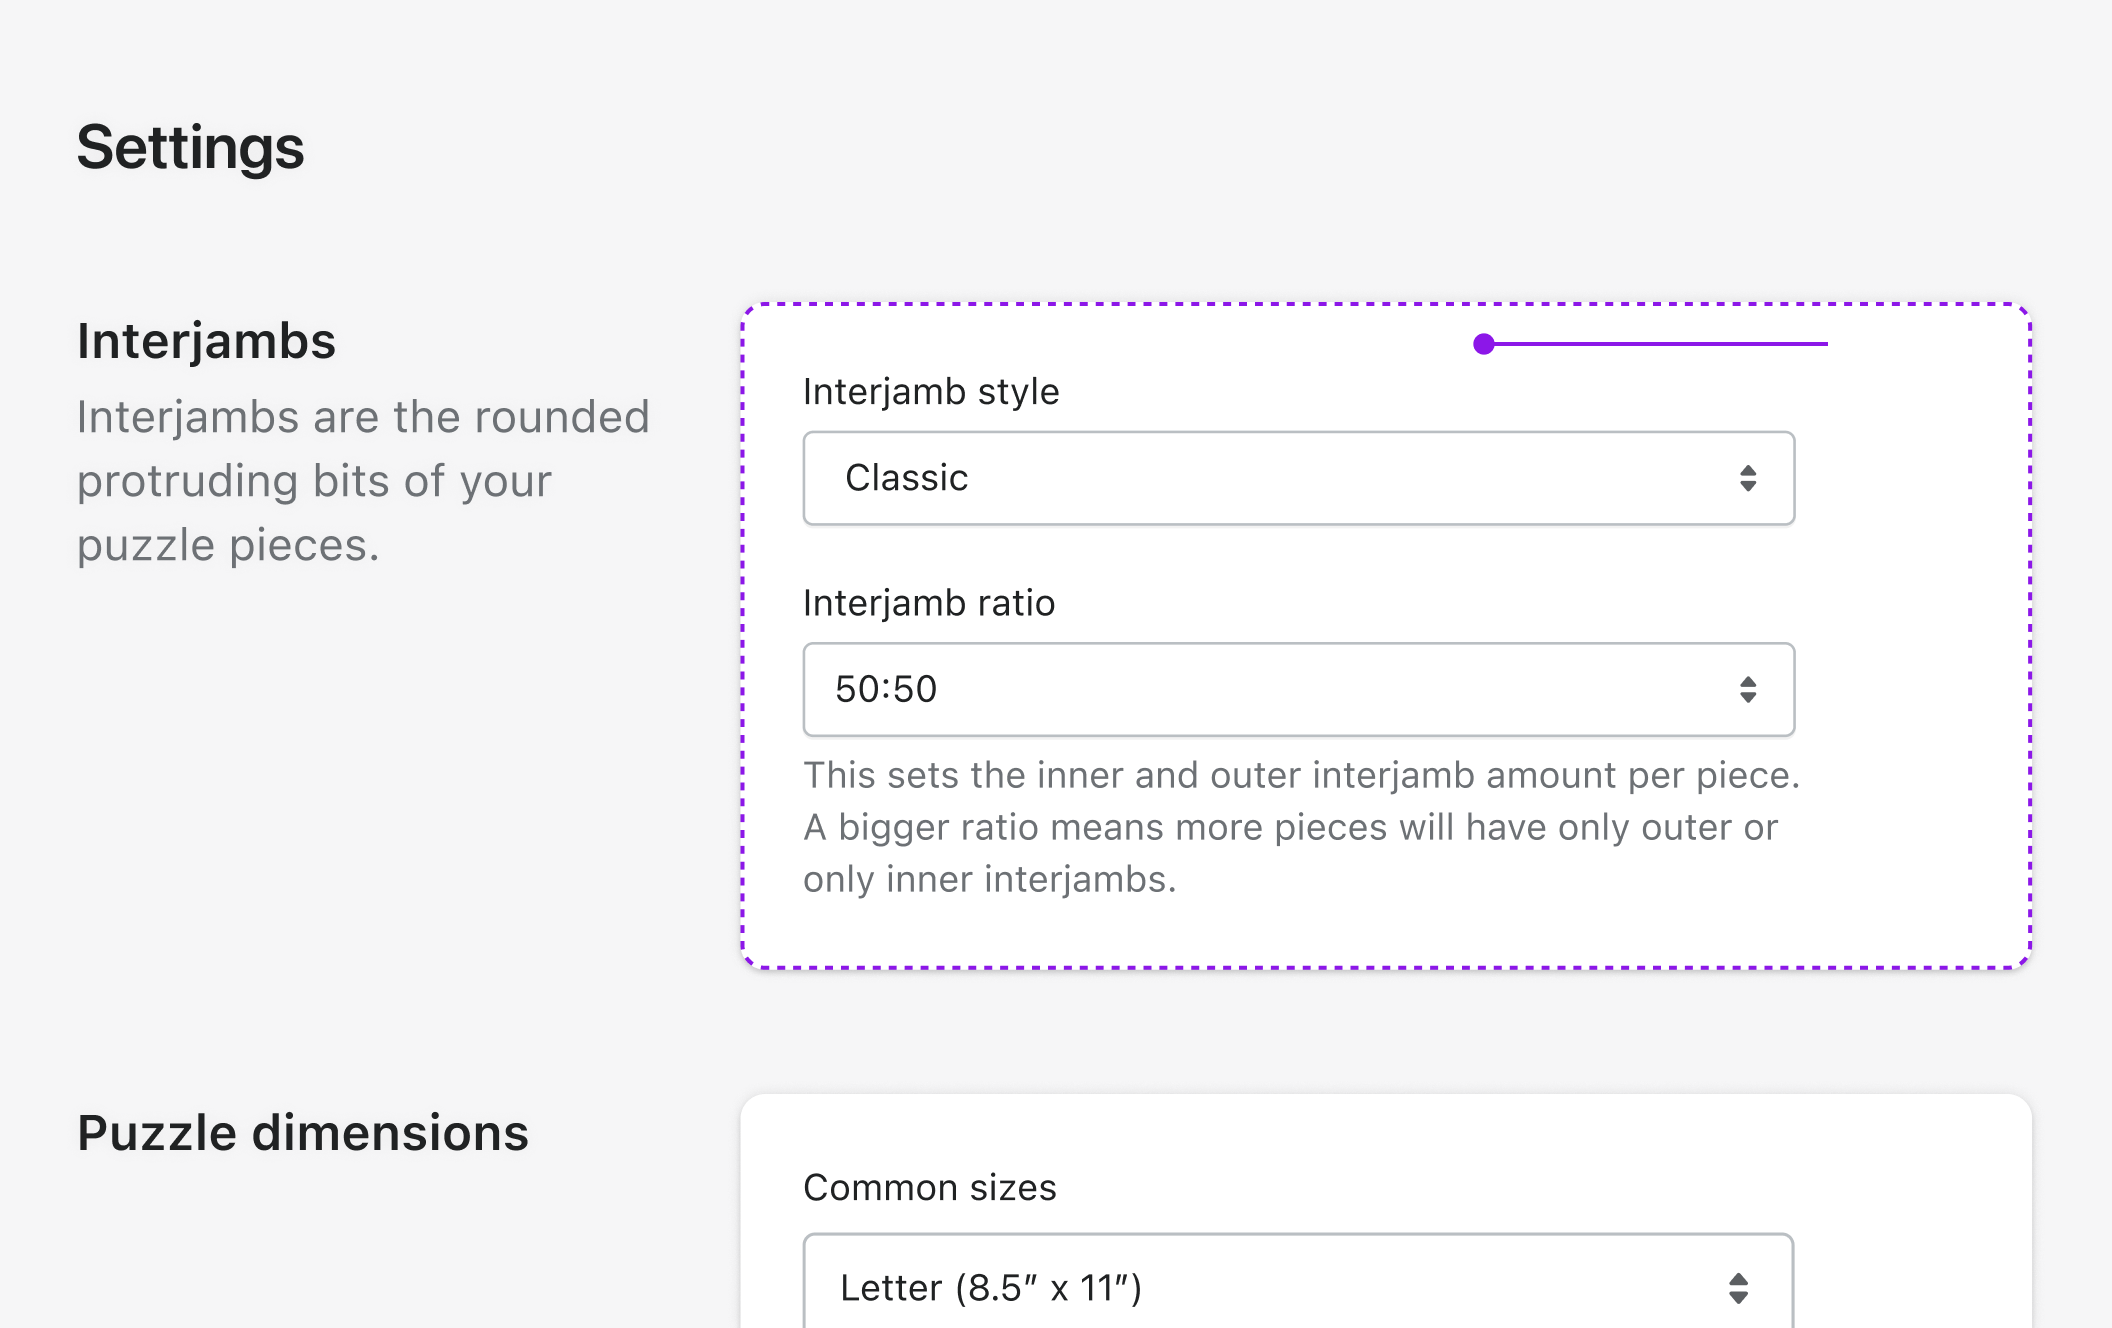 Settings
Interjambs
Interjambs are the rounded
protruding bits of your
puzzle pieces.
Interjamb style
Classic
Interjamb ratio
50:50
This sets the inner and outer interjamb amount per piece.
A bigger ratio means more pieces will have only outer or
only inner interjambs.
Puzzle dimensions
Common sizes
Letter (8.5” x 11”)